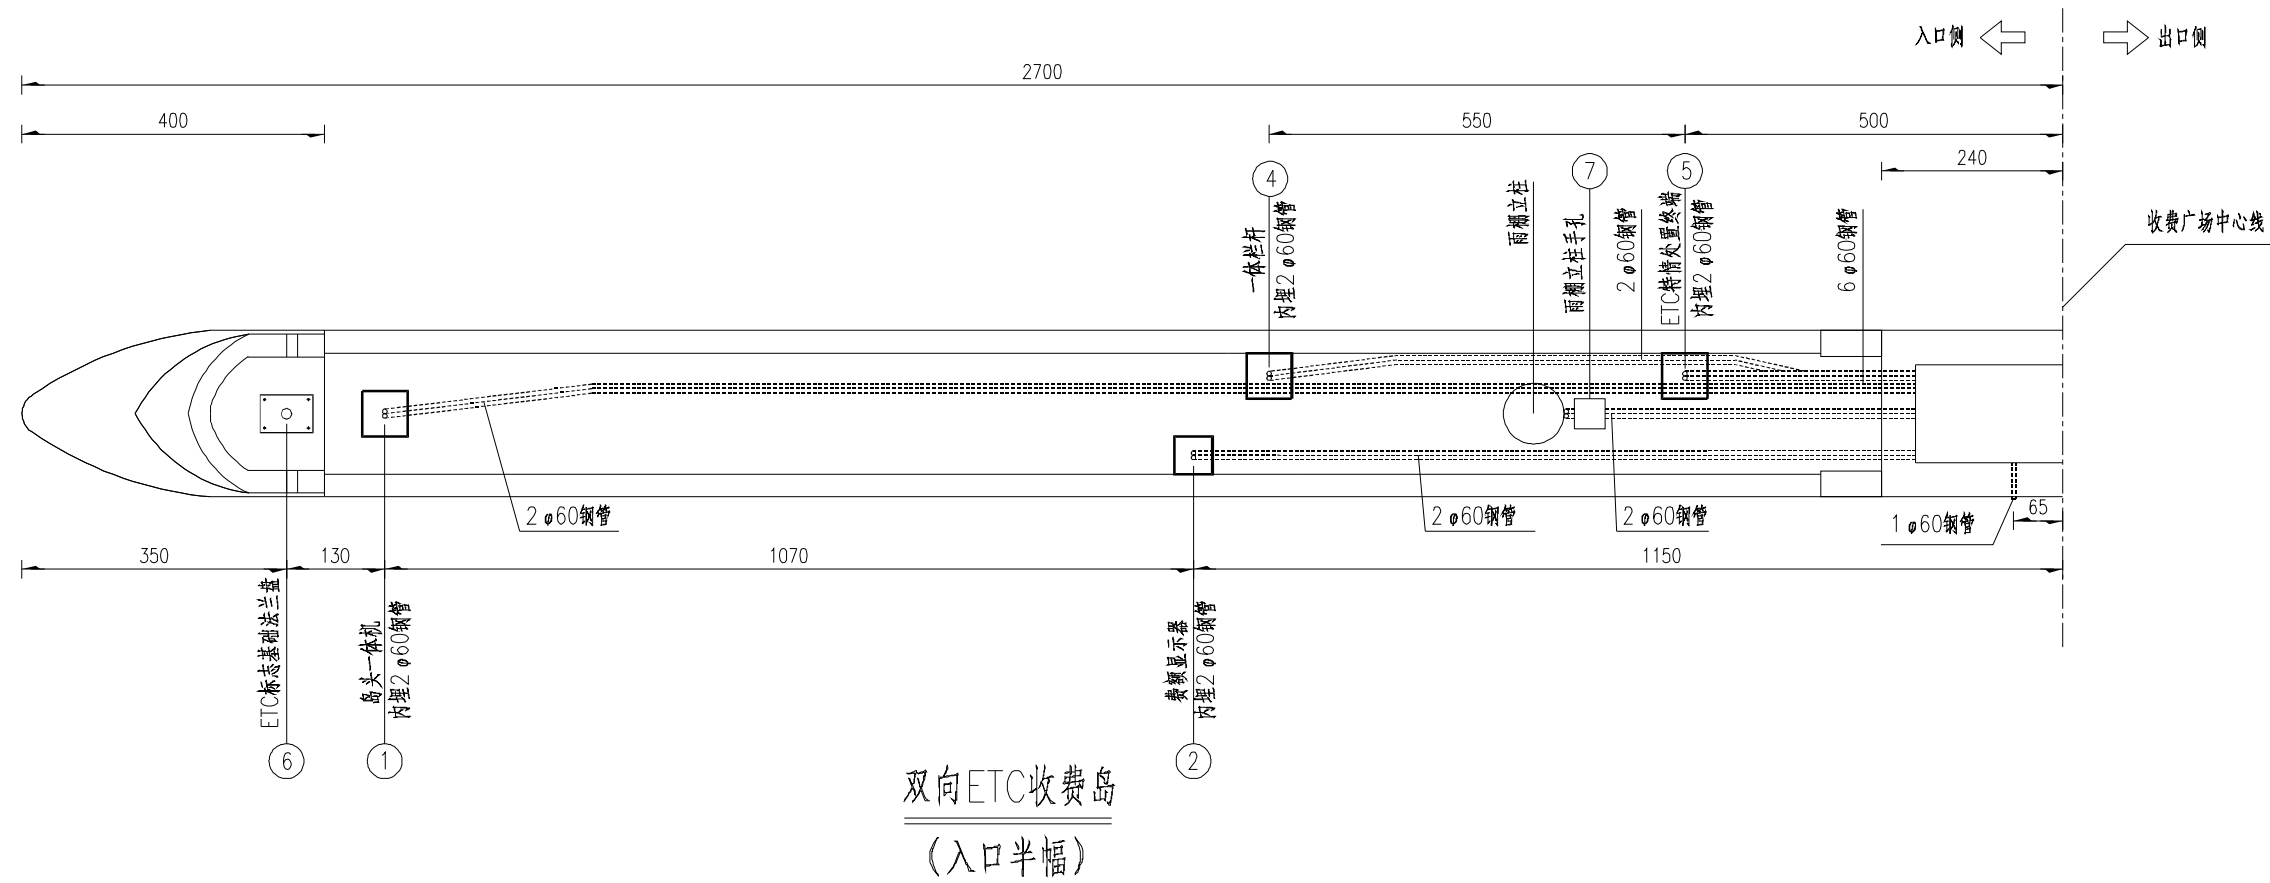 入口侧
出口侧
2700
400
550
500
240
4
7
5
一体栏杆
内埋2φ60钢管
雨棚立柱
雨棚立柱手孔
2φ60钢管
ETC特情处置终端
内埋2φ60钢管
6φ60钢管
收费广场中心线
2φ60钢管
2φ60钢管
2φ60钢管
1φ60钢管
65
350
130
1070
1150
ETC标志基础法兰盘
岛头一体机
内埋2φ60钢管
费额显示器
内埋2φ60钢管
6
1
2
双向ETC收费岛
(入口半幅)